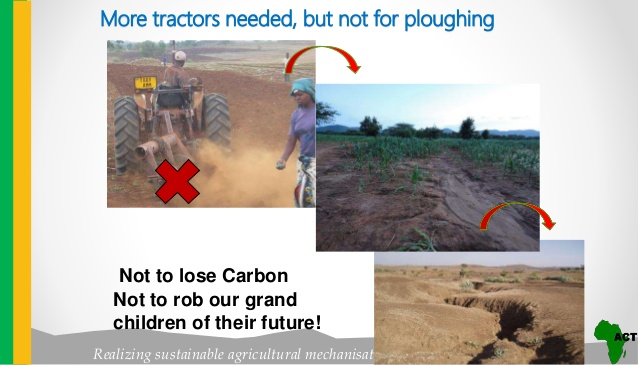 More tractors needed, but not for ploughing
Not to lose Carbon
Not to rob our grand
children of their future!
Realizing sustainable agricultural mechanisat
ACT